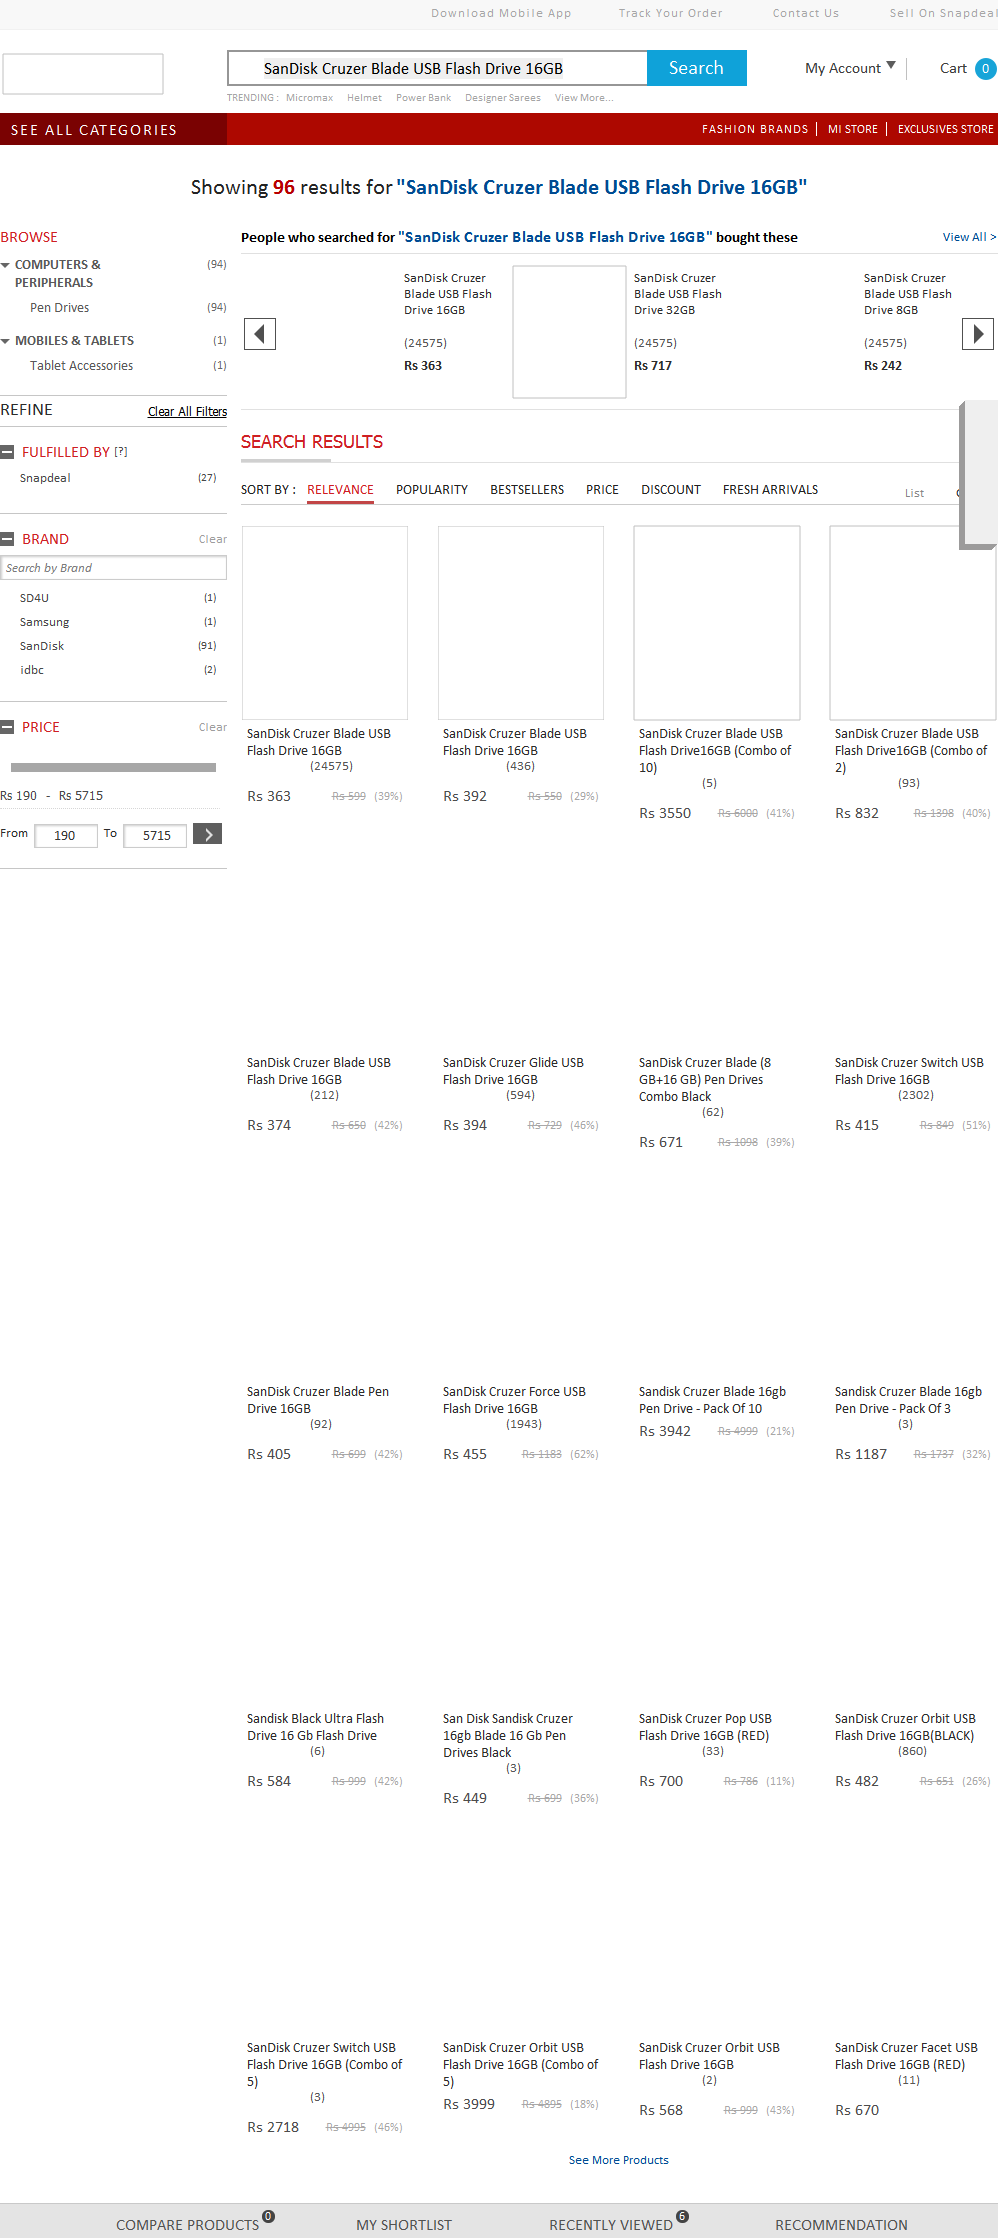 Download Mobile App Track Your Order Contact Us Sell On Snapdeal
SanDisk Cruzer Blade USB Flash Drive 16GB Search My Account Cart 0
TRENDING : Micromax Helmet Power Bank Designer Sarees View More...
SEE ALL CATEGORIES FASHION BRANDS MI STORE EXCLUSIVES STORE
Showing 96 results for "SanDisk Cruzer Blade USB Flash Drive 16GB"
BROWSE
COMPUTERS & (94)
PERIPHERALS
Pen Drives (94)
MOBILES & TABLETS (1)
Tablet Accessories (1)
REFINE Clear All Filters
FULFILLED BY [?]
Snapdeal (27)
BRAND Clear
Search by Brand
SD4U (1)
Samsung (1)
SanDisk (91)
idbc (2)
PRICE Clear
Rs 190 - Rs 5715
From 190 To 5715
People who searched for "SanDisk Cruzer Blade USB Flash Drive 16GB" bought these View All >
SanDisk Cruzer
Blade USB Flash
Drive 16GB
(24575)
Rs 363
SanDisk Cruzer
Blade USB Flash
Drive 32GB
(24575)
Rs 717
SanDisk Cruzer
Blade USB Flash
Drive 8GB
(24575)
Rs 242
SEARCH RESULTS
SORT BY : RELEVANCE POPULARITY BESTSELLERS PRICE DISCOUNT FRESH ARRIVALS List
SanDisk Cruzer Blade USB
Flash Drive 16GB
(24575)
Rs 363 Rs 599 (39%)
SanDisk Cruzer Blade USB
Flash Drive 16GB
(436)
Rs 392 Rs 550 (29%)
SanDisk Cruzer Blade USB
Flash Drive16GB (Combo of
10)
(5)
Rs 3550 Rs 6000 (41%)
SanDisk Cruzer Blade USB
Flash Drive16GB (Combo of
2)
(93)
Rs 832 Rs 1398 (40%)
SanDisk Cruzer Blade USB
Flash Drive 16GB
(212)
Rs 374 Rs 650 (42%)
SanDisk Cruzer Glide USB
Flash Drive 16GB
(594)
Rs 394 Rs 729 (46%)
SanDisk Cruzer Blade (8
GB+16 GB) Pen Drives
Combo Black
(62)
Rs 671 Rs 1098 (39%)
SanDisk Cruzer Switch USB
Flash Drive 16GB
(2302)
Rs 415 Rs 849 (51%)
SanDisk Cruzer Blade Pen
Drive 16GB
(92)
Rs 405 Rs 699 (42%)
SanDisk Cruzer Force USB
Flash Drive 16GB
(1943)
Rs 455 Rs 1183 (62%)
Sandisk Cruzer Blade 16gb
Pen Drive - Pack Of 10
Rs 3942 Rs 4999 (21%)
Sandisk Cruzer Blade 16gb
Pen Drive - Pack Of 3
(3)
Rs 1187 Rs 1737 (32%)
Sandisk Black Ultra Flash
Drive 16 Gb Flash Drive
(6)
Rs 584 Rs 999 (42%)
San Disk Sandisk Cruzer
16gb Blade 16 Gb Pen
Drives Black
(3)
Rs 449 Rs 699 (36%)
SanDisk Cruzer Pop USB
Flash Drive 16GB (RED)
(33)
Rs 700 Rs 786 (11%)
SanDisk Cruzer Orbit USB
Flash Drive 16GB(BLACK)
(860)
Rs 482 Rs 651 (26%)
SanDisk Cruzer Switch USB
Flash Drive 16GB (Combo of
5)
(3)
Rs 2718 Rs 4995 (46%)
SanDisk Cruzer Orbit USB
Flash Drive 16GB (Combo of
5)
Rs 3999 Rs 4895 (18%)
SanDisk Cruzer Orbit USB
Flash Drive 16GB
(2)
Rs 568 Rs 999 (43%)
SanDisk Cruzer Facet USB
Flash Drive 16GB (RED)
(11)
Rs 670
See More Products
COMPARE PRODUCTS 0 MY SHORTLIST RECENTLY VIEWED 6 RECOMMENDATION